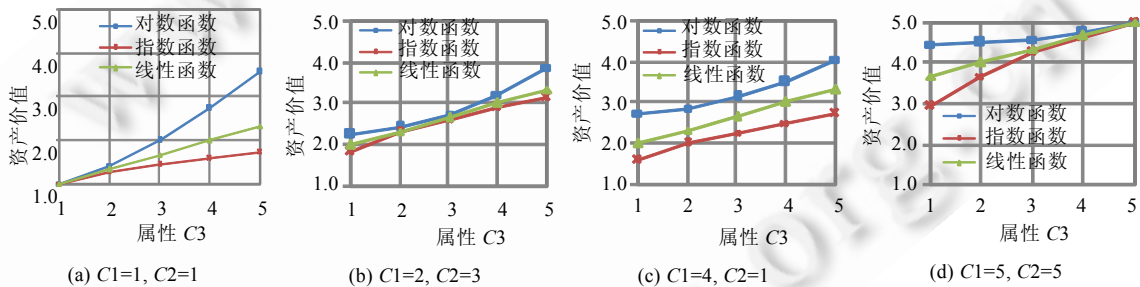 5.0
4.0
3.0
2.0
1.0
资产价值
对数函数
指数函数
线性函数
1 2 3 4 5
属性 C3
(a) C1=1, C2=1
5.0
4.0
3.0
2.0
1.0
资产价值
对数函数
指数函数
线性函数
1 2 3 4 5
属性 C3
(b) C1=2, C2=3
5.0
4.0
3.0
2.0
1.0
资产价值
对数函数
指数函数
线性函数
1 2 3 4 5
属性 C3
(c) C1=4, C2=1
5.0
4.0
3.0
2.0
1.0
资产价值
对数函数
指数函数
线性函数
1 2 3 4 5
属性 C3
(d) C1=5, C2=5